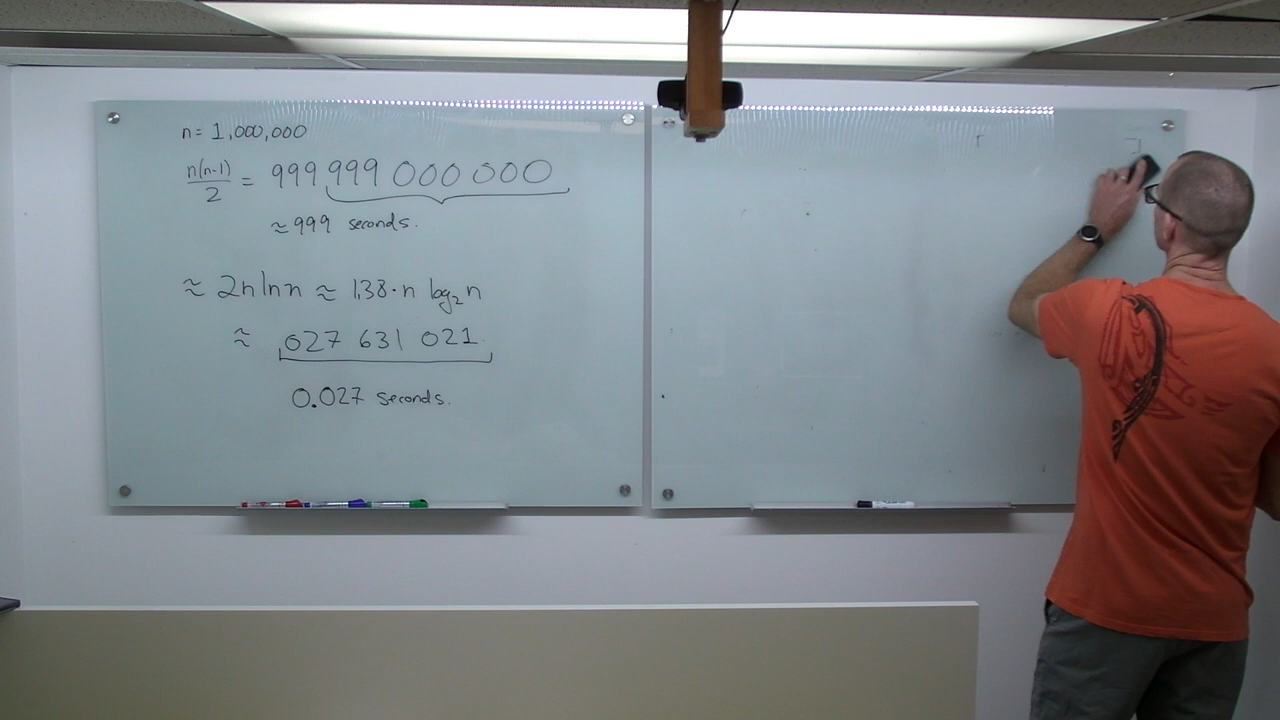 n = 1,000,000
n(n-1)/2 = 999 999 000 000
≈ 999 seconds.
≈ 2n ln n ≈ 1.38·n log₂n
≈ 027 631 021.
0.027 seconds.